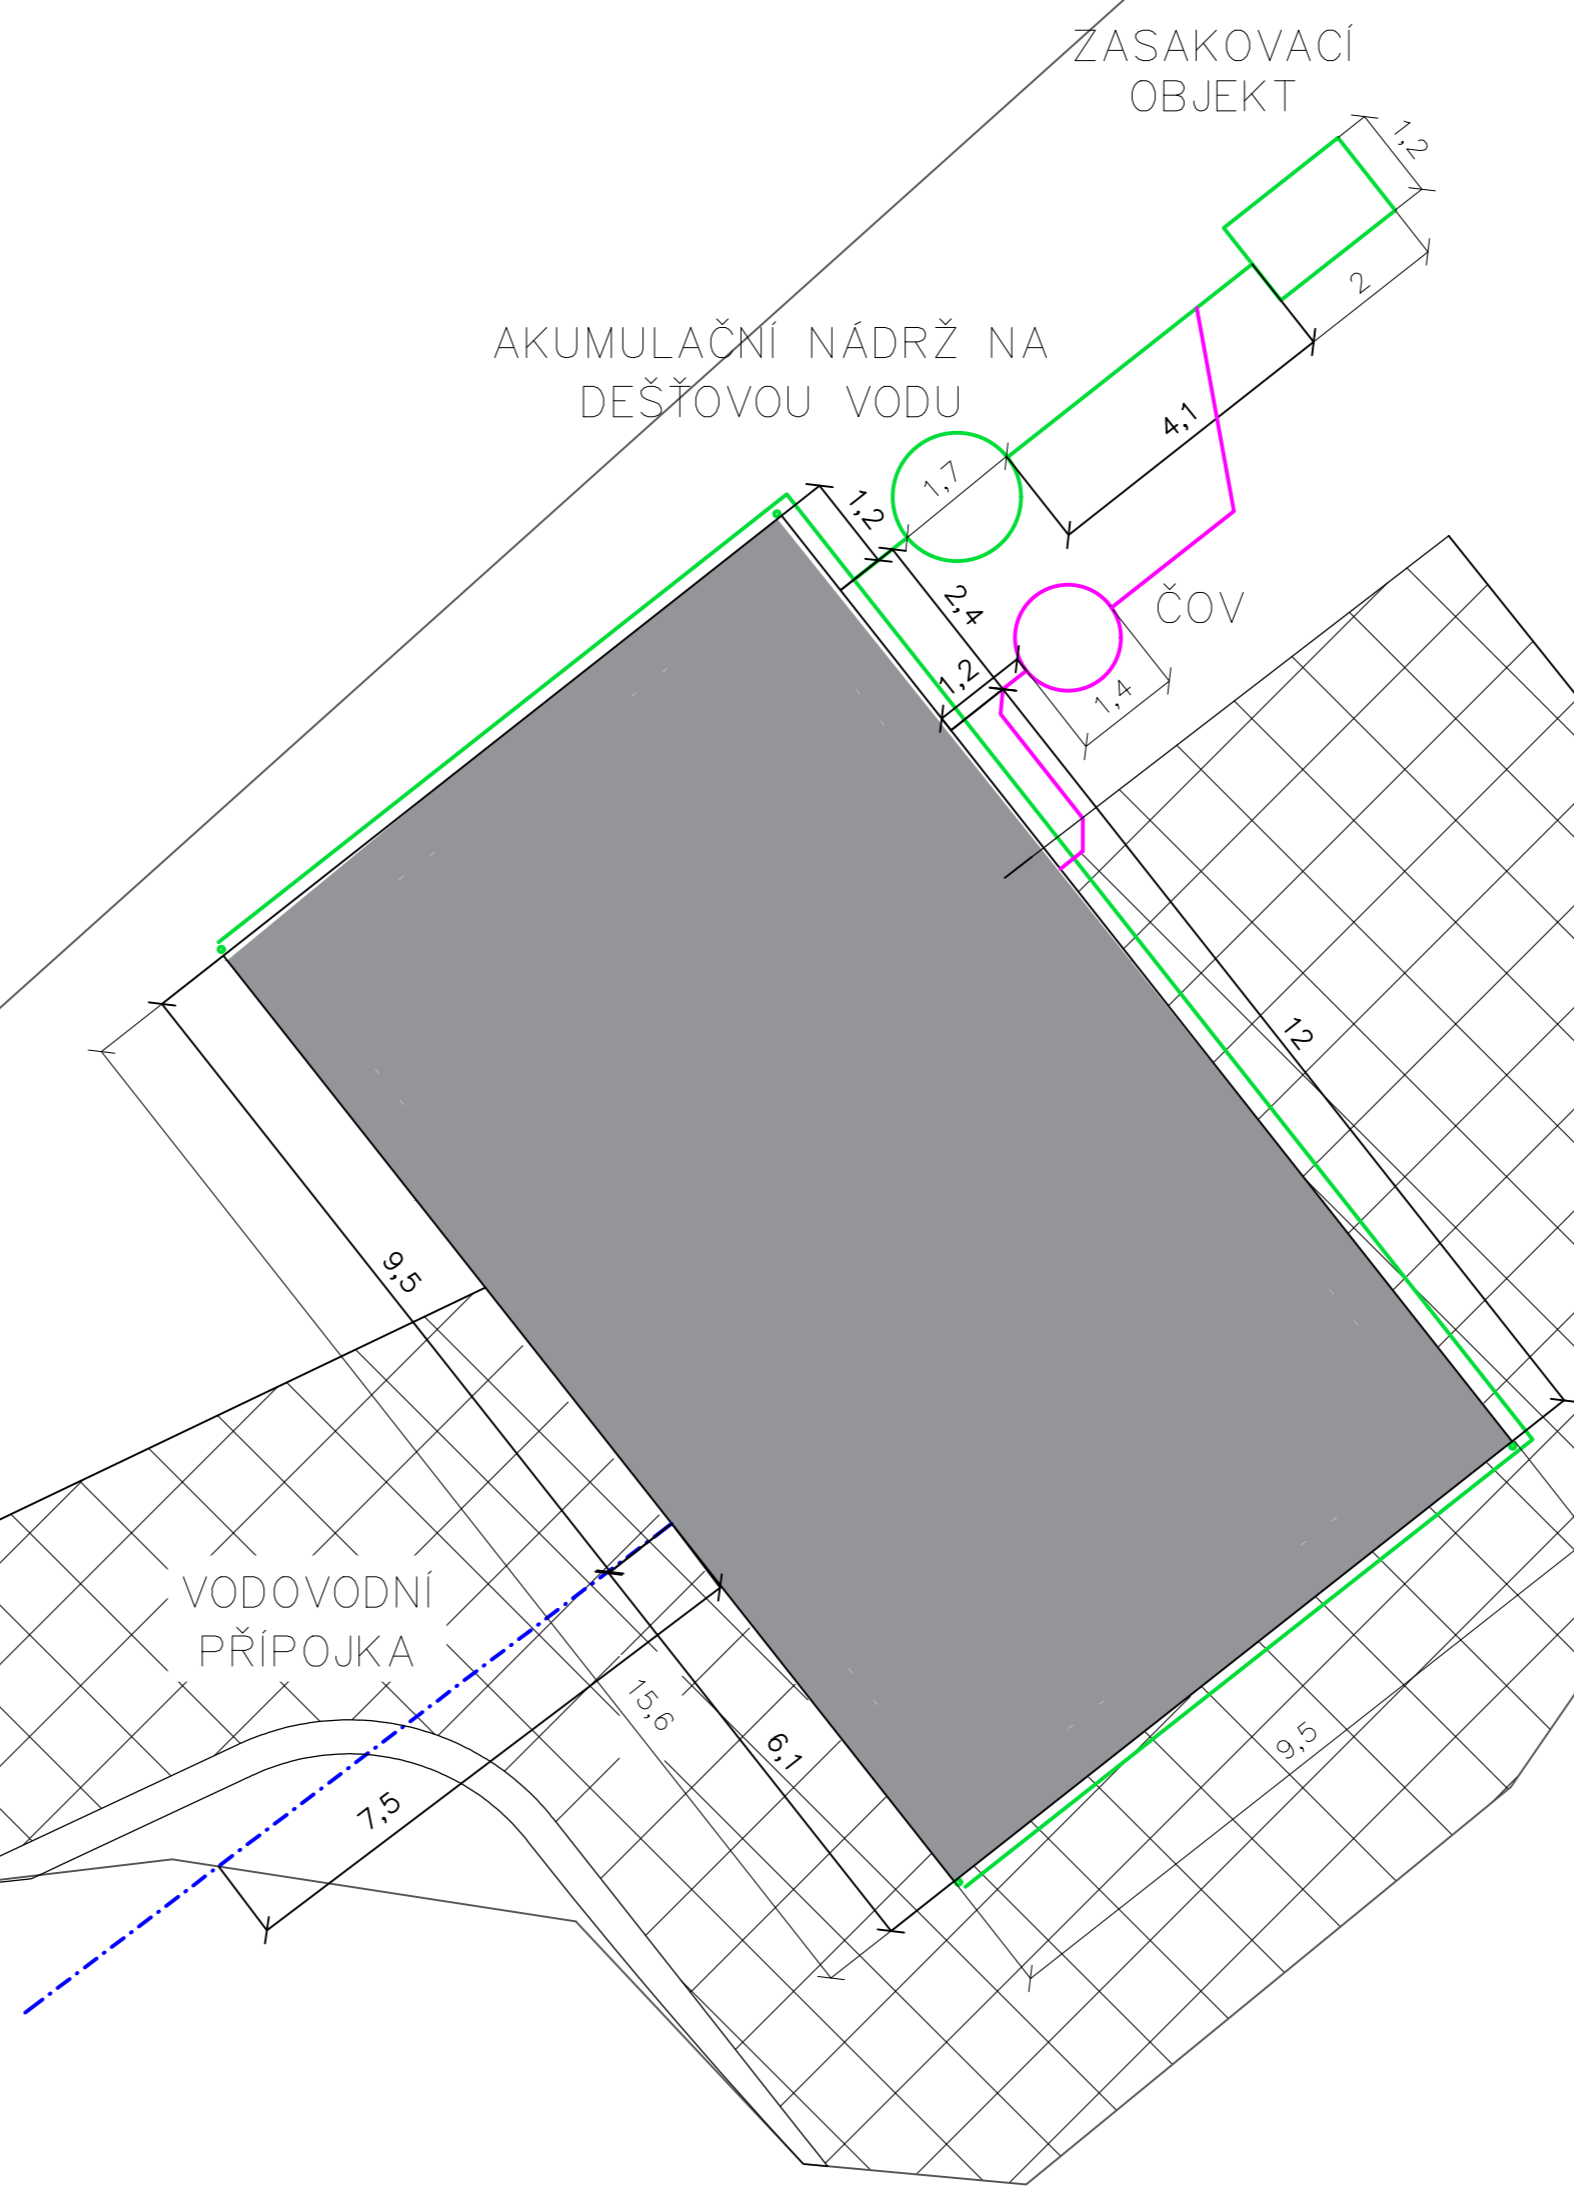 ZASAKOVACÍ
OBJEKT
1,2
2
AKUMULAČNÍ NÁDRŽ NA
DEŠŤOVOU VODU
4,1
1,7
1,2
2,4
ČOV
1,2
1,4
12
9,5
VODOVODNÍ
PŘÍPOJKA
15,6
6,1
9,5
7,5